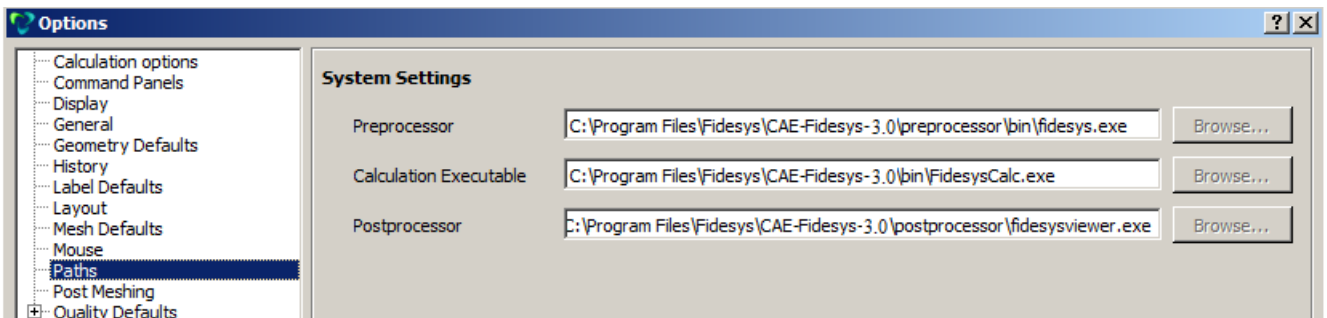 Options
Calculation options
Command Panels
Display
General
Geometry Defaults
History
Label Defaults
Layout
Mesh Defaults
Mouse
Paths
Post Meshing
Quality Defaults
System Settings
Preprocessor C:\Program Files\Fidesys\CAE-Fidesys-3.0\preprocessor\bin\fidesys.exe Browse...
Calculation Executable C:\Program Files\Fidesys\CAE-Fidesys-3.0\bin\FidesysCalc.exe Browse...
Postprocessor C:\Program Files\Fidesys\CAE-Fidesys-3.0\postprocessor\fidesysviewer.exe Browse...